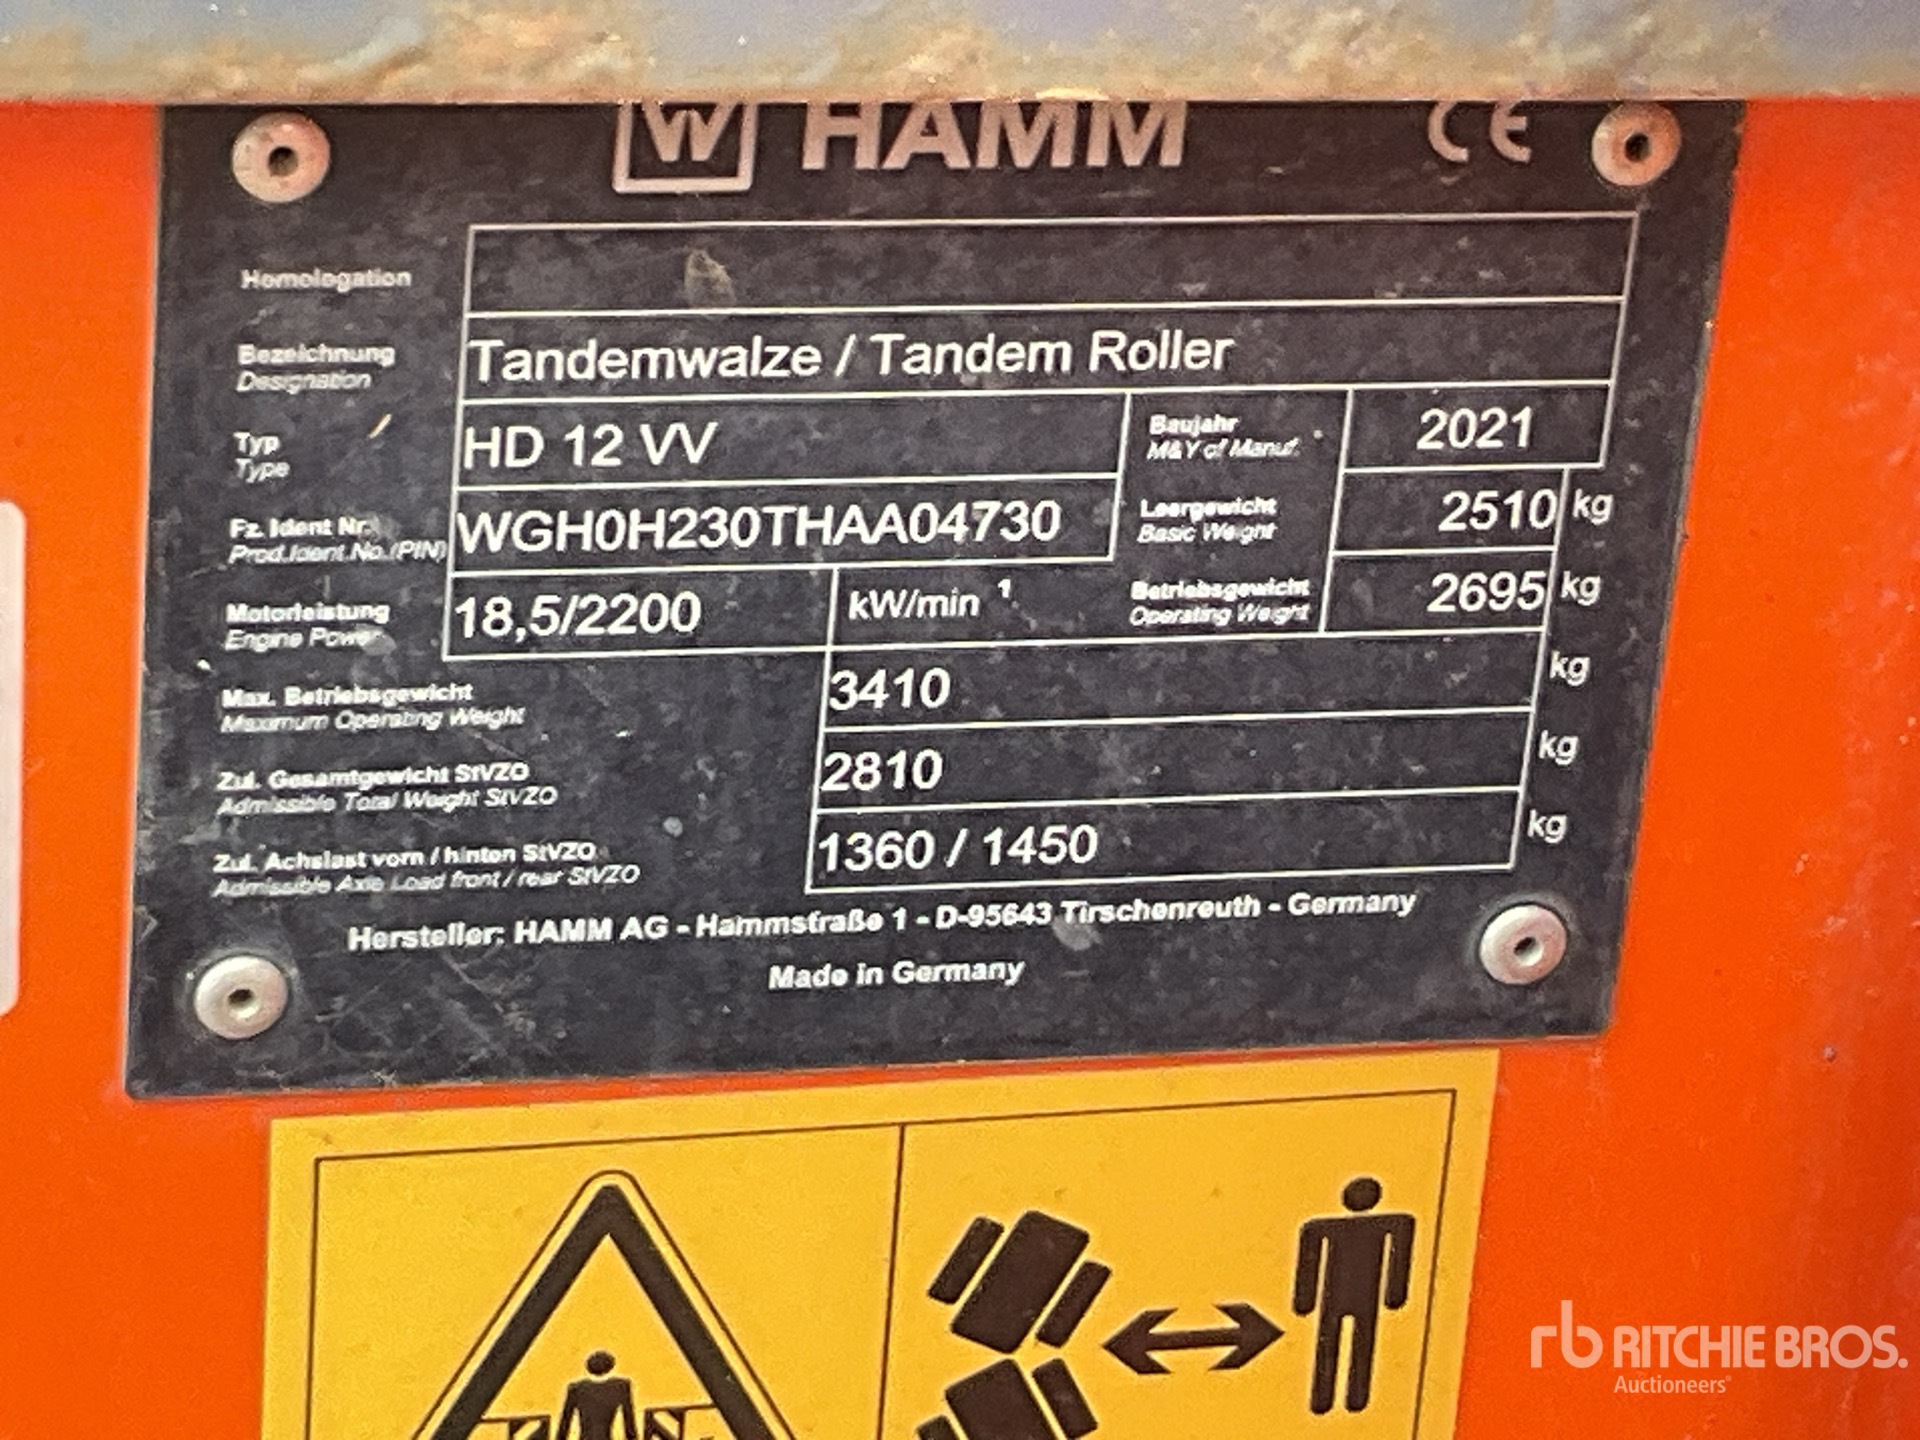 W HAMM CE
Homologation
Bezeichnung
Designation
Tandemwalze / Tandem Roller
Typ
Type
HD 12 VV
Baujahr
M&Y of Manuf.
2021
Fz. Ident Nr.
Prod.Ident.No.(PIN)
WGH0H230THAA04730
Leergewicht
Basic Weight
2510 kg
Motorleistung
Engine Power
18,5/2200 kW/min 1
Betriebsgewicht
Operating Weight
2695 kg
Max. Betriebsgewicht
Maximum Operating Weight
3410 kg
Zul. Gesamtgewicht StVZO
Admissible Total Weight StVZO
2810 kg
Zul. Achslast vorn / hinten StVZO
Admissible Axle Load front / rear StVZO
1360 / 1450 kg
Hersteller: HAMM AG - Hammstraße 1 - D-95643 Tirschenreuth - Germany
Made in Germany
rb RITCHIE BROS.
Auctioneers